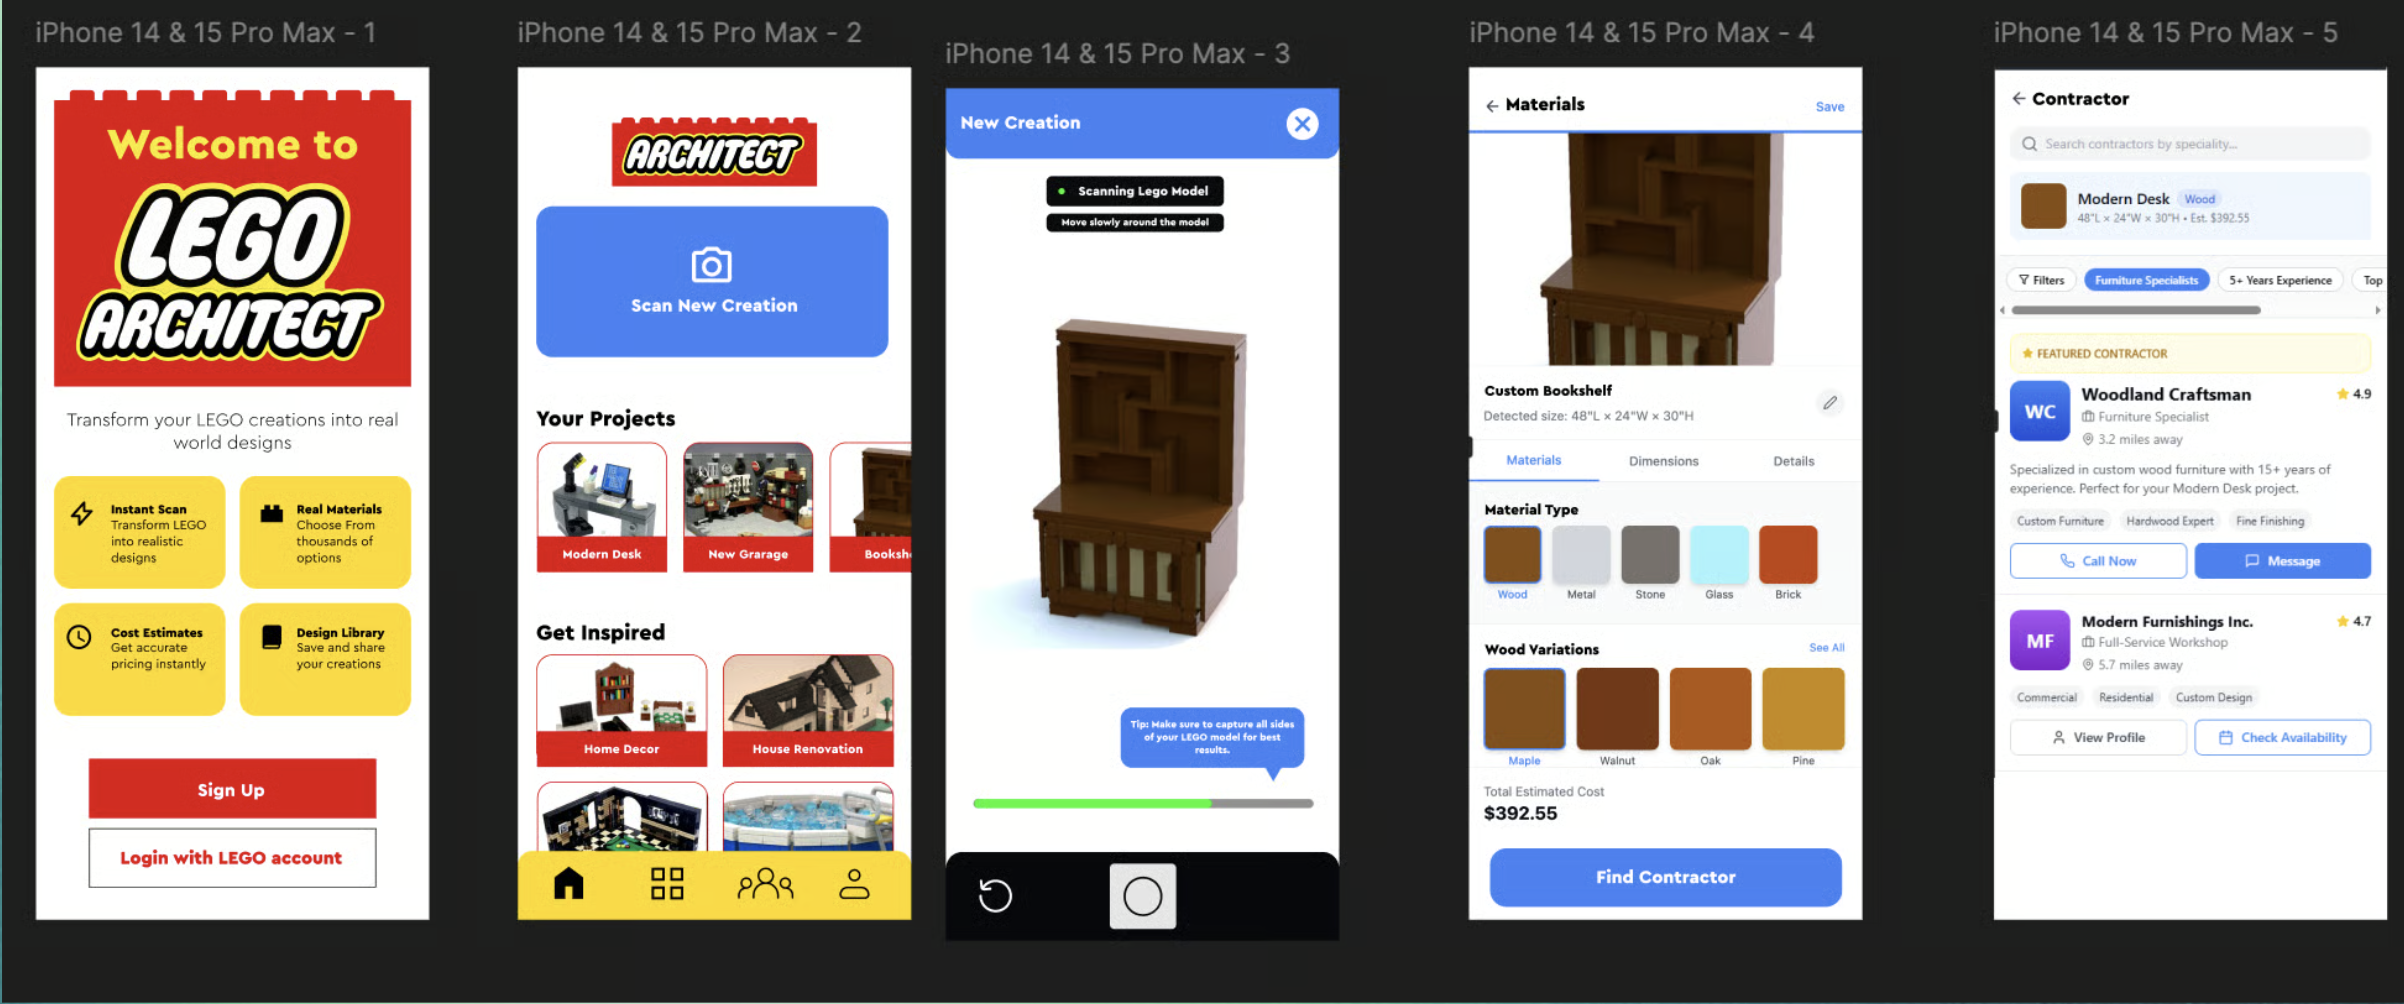 iPhone 14 & 15 Pro Max - 1
Welcome to
LEGO
ARCHITECT
Transform your LEGO creations into real
world designs
Instant Scan
Transform LEGO
into realistic
designs
Real Materials
Choose From
thousands of
options
Cost Estimates
Get accurate
pricing instantly
Design Library
Save and share
your creations
Sign Up
Login with LEGO account
iPhone 14 & 15 Pro Max - 2
ARCHITECT
Scan New Creation
Your Projects
Modern Desk
New Grarage
Booksh
Get Inspired
Home Decor
House Renovation
iPhone 14 & 15 Pro Max - 3
New Creation
Scanning Lego Model
Move slowly around the model
Tip: Make sure to capture all sides
of your LEGO model for best
results.
iPhone 14 & 15 Pro Max - 4
Materials
Save
Custom Bookshelf
Detected size: 48"L × 24"W × 30"H
Materials
Dimensions
Details
Material Type
Wood
Metal
Stone
Glass
Brick
Wood Variations
See All
Maple
Walnut
Oak
Pine
Total Estimated Cost
$392.55
Find Contractor
iPhone 14 & 15 Pro Max - 5
Contractor
Search contractors by speciality...
Modern Desk
Wood
48"L × 24"W × 30"H • Est. $392.55
Filters
Furniture Specialists
5+ Years Experience
Top
FEATURED CONTRACTOR
WC
Woodland Craftsman
4.9
Furniture Specialist
3.2 miles away
Specialized in custom wood furniture with 15+ years of
experience. Perfect for your Modern Desk project.
Custom Furniture
Hardwood Expert
Fine Finishing
Call Now
Message
MF
Modern Furnishings Inc.
4.7
Full-Service Workshop
5.7 miles away
Commercial
Residential
Custom Design
View Profile
Check Availability